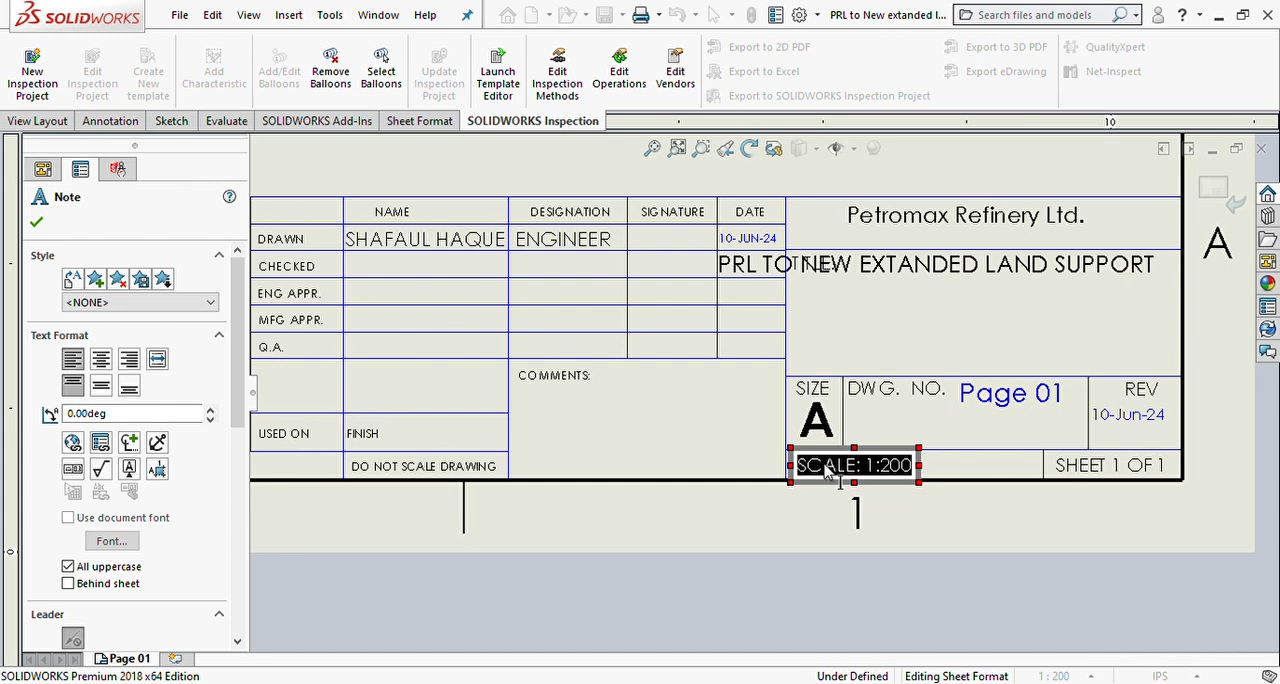 SOLIDWORKS
File Edit View Insert Tools Window Help
PRL to New extanded l...
Search files and models
New Inspection Project
Edit Inspection Project
Create New template
Add Characteristic
Add/Edit Balloons
Remove Balloons
Select Balloons
Update Inspection Project
Launch Template Editor
Edit Inspection Methods
Edit Operations
Edit Vendors
Export to 2D PDF
Export to Excel
Export to SOLIDWORKS Inspection Project
Export to 3D PDF
Export eDrawing
QualityXpert
Net-Inspect
View Layout Annotation Sketch Evaluate SOLIDWORKS Add-Ins Sheet Format SOLIDWORKS Inspection
10
Note
Style
<NONE>
Text Format
0.00deg
Use document font
Font...
All uppercase
Behind sheet
Leader
NAME DESIGNATION SIGNATURE DATE
DRAWN SHAFAUL HAQUE ENGINEER 10-JUN-24
CHECKED
ENG APPR.
MFG APPR.
Q.A.
COMMENTS:
USED ON FINISH
DO NOT SCALE DRAWING
Petromax Refinery Ltd.
PRL TO NEW EXTANDED LAND SUPPORT
SIZE DWG. NO. Page 01 REV
A 10-Jun-24
SCALE: 1:200 SHEET 1 OF 1
1
A
Page 01
SOLIDWORKS Premium 2018 x64 Edition
Under Defined Editing Sheet Format 1 : 200 IPS